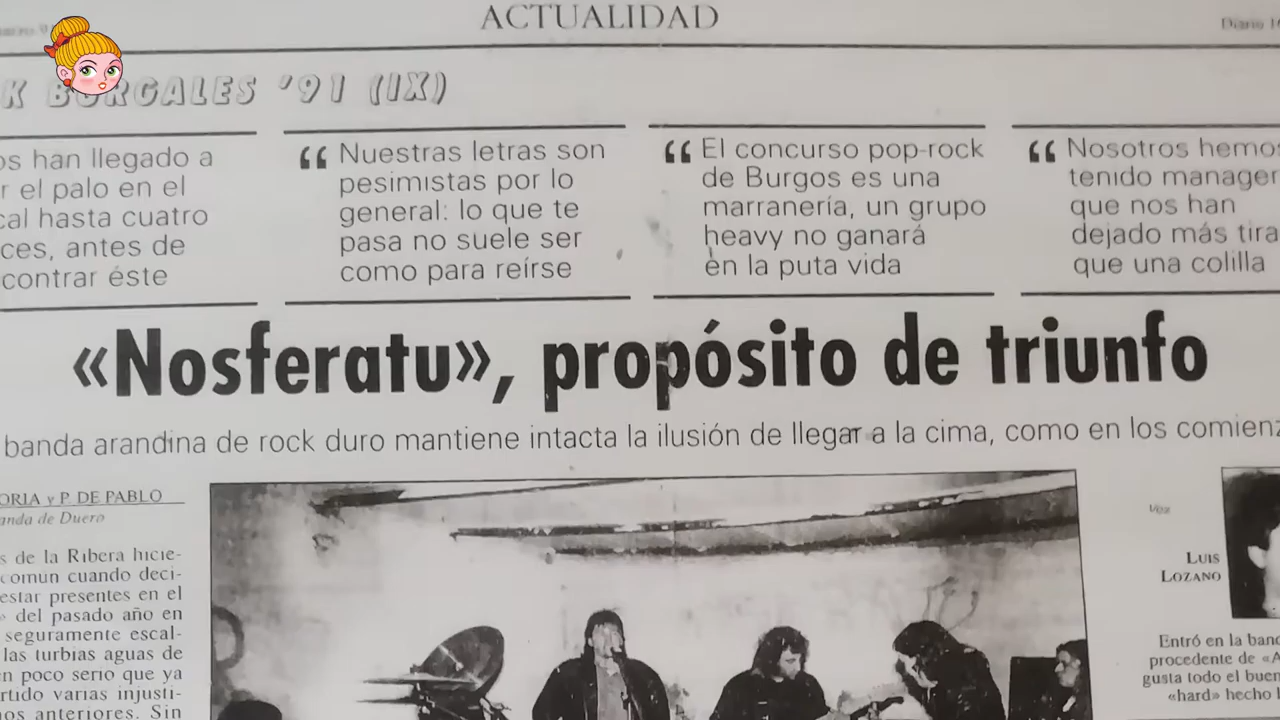 ACTUALIDAD
Diario 16
K BURGALES '91 (IX)
os han llegado a
r el palo en el
cal hasta cuatro
ces, antes de
contrar éste
“ Nuestras letras son
pesimistas por lo
general: lo que te
pasa no suele ser
como para reírse
“ El concurso pop-rock
de Burgos es una
marranería, un grupo
heavy no ganará
en la puta vida
“ Nosotros hemos
tenido manager
que nos han
dejado más tira
que una colilla
«Nosferatu», propósito de triunfo
banda arandina de rock duro mantiene intacta la ilusión de llegar a la cima, como en los comienz
ORIA y P. DE PABLO
anda de Duero
s de la Ribera hicie-
comun cuando deci-
estar presentes en el
» del pasado año en
seguramente escal-
las turbias aguas de
n poco serio que ya
rtido varias injusti-
os anteriores. Sin
Voz
LUIS
LOZANO
Entró en la banc
procedente de «A
gusta todo el buen
«hard» hecho